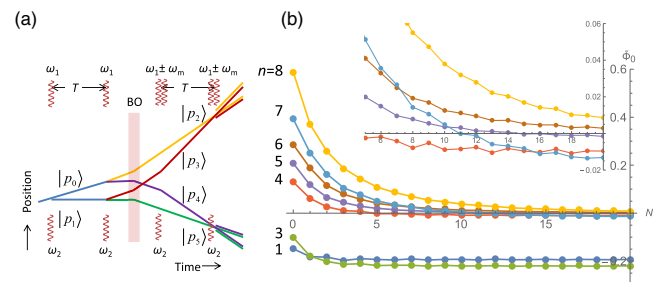 (a)
ω1
ω1
ω1± ωm
ω1± ωm
T
T
BO
|p2⟩
|p3⟩
|p0⟩
|p4⟩
|p1⟩
|p5⟩
Position
ω2
ω2
ω2
ω2
Time
(b)
n=8
7
6
5
4
3
1
0.06
0.04
0.02
-0.02
6
8
10
12
14
16
18
Φ̂0
0.6
0.4
0.2
N
0
5
10
15
-0.2